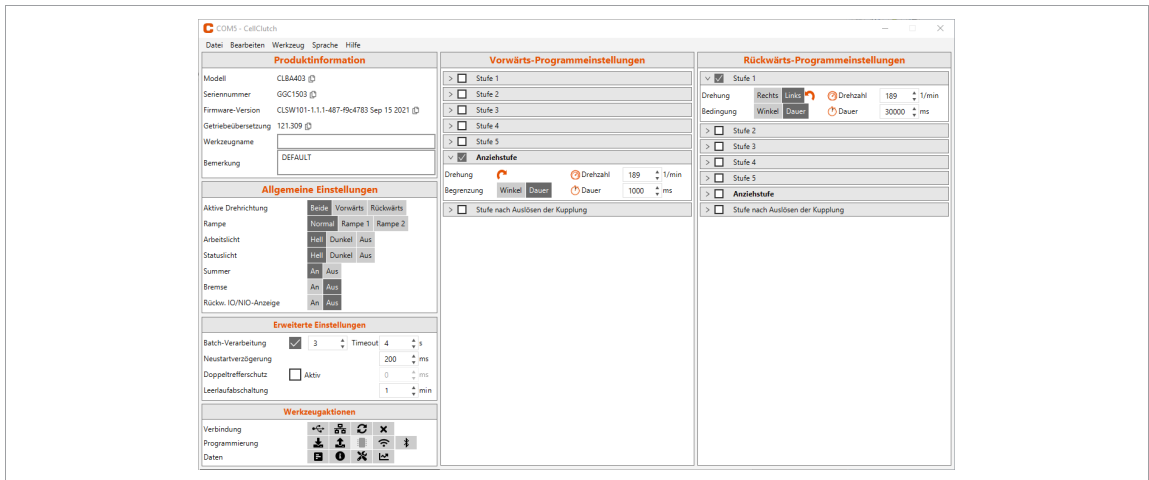 COM5 - CellClutch
Datei Bearbeiten Werkzeug Sprache Hilfe
Produktinformation
Modell CLBA403
Seriennummer GGC1503
Firmware-Version CLSW101-1.1.1-487-f9c4783 Sep 15 2021
Getriebeübersetzung 121.309
Werkzeugname
Bemerkung DEFAULT
Allgemeine Einstellungen
Aktive Drehrichtung Beide Vorwärts Rückwärts
Rampe Normal Rampe 1 Rampe 2
Arbeitslicht Hell Dunkel Aus
Statuslicht Hell Dunkel Aus
Summer An Aus
Bremse An Aus
Rückw. IO/NIO-Anzeige An Aus
Erweiterte Einstellungen
Batch-Verarbeitung 3 Timeout 4 s
Neustartverzögerung 200 ms
Doppeltrefferschutz Aktiv 0 ms
Leerlaufabschaltung 1 min
Werkzeugaktionen
Verbindung
Programmierung
Daten
Vorwärts-Programmeinstellungen
Stufe 1
Stufe 2
Stufe 3
Stufe 4
Stufe 5
Anziehstufe
Drehung Drehzahl 189 1/min
Begrenzung Winkel Dauer Dauer 1000 ms
Stufe nach Auslösen der Kupplung
Rückwärts-Programmeinstellungen
Stufe 1
Drehung Rechts Links Drehzahl 189 1/min
Bedingung Winkel Dauer Dauer 30000 ms
Stufe 2
Stufe 3
Stufe 4
Stufe 5
Anziehstufe
Stufe nach Auslösen der Kupplung